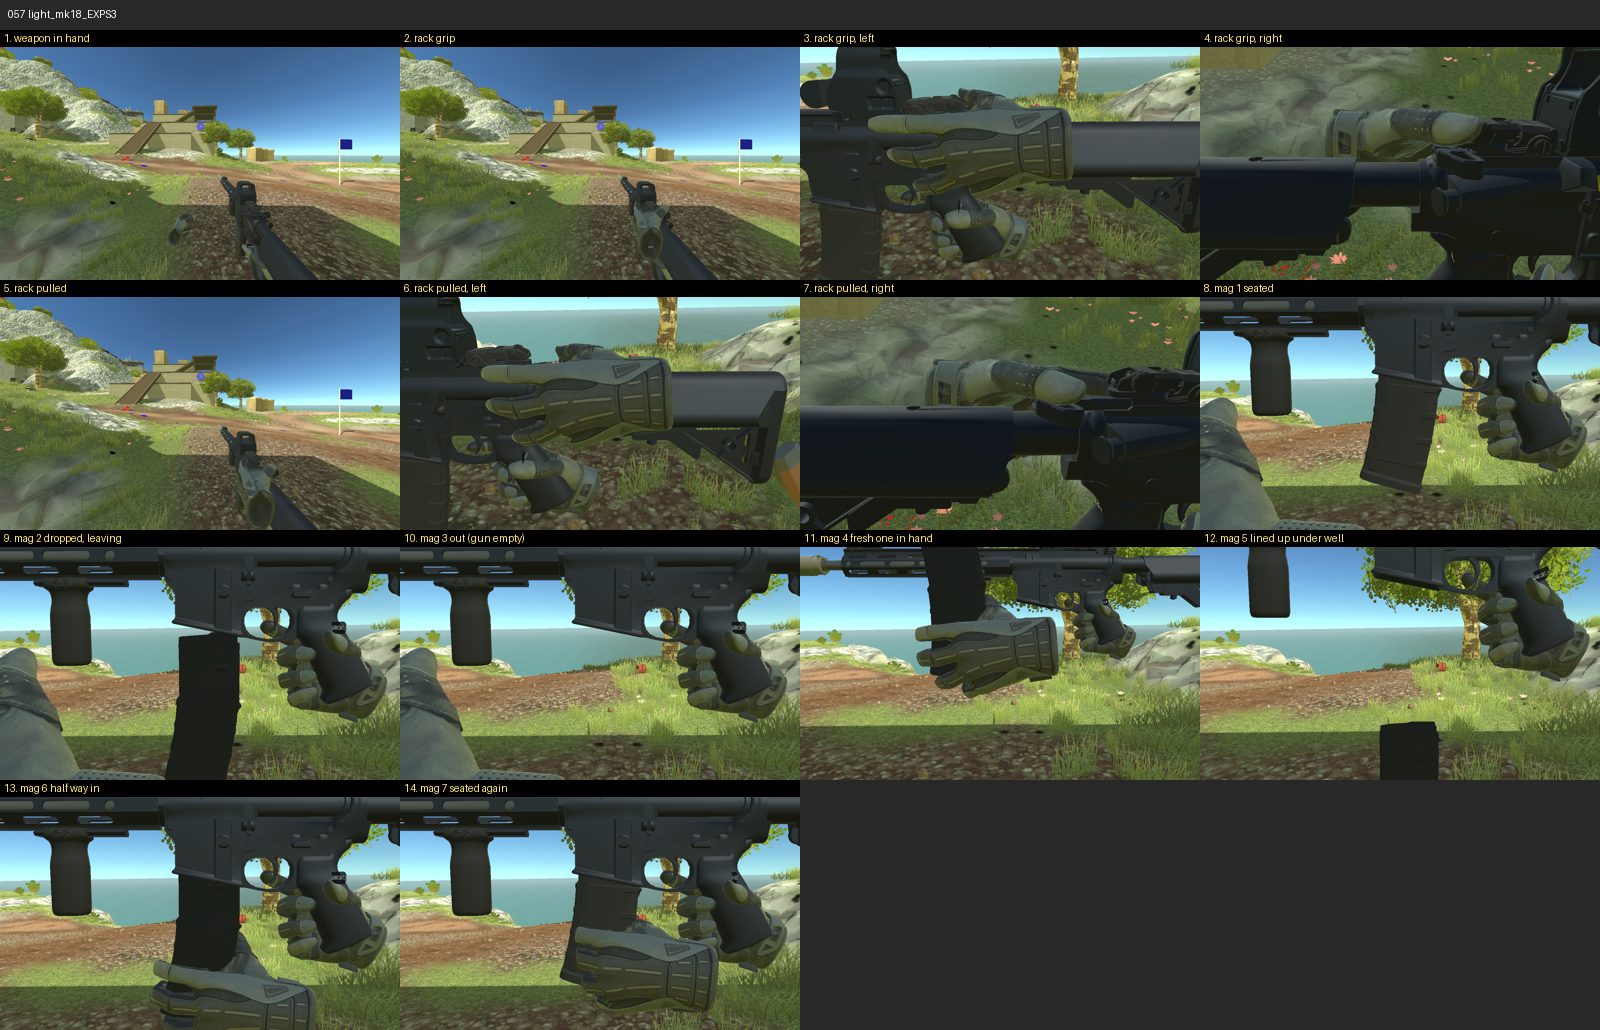 057 light_mk18_EXPS3
1. weapon in hand
2. rack grip
3. rack grip, left
4. rack grip, right
5. rack pulled
6. rack pulled, left
7. rack pulled, right
8. mag 1 seated
9. mag 2 dropped, leaving
10. mag 3 out (gun empty)
11. mag 4 fresh one in hand
12. mag 5 lined up under well
13. mag 6 half way in
14. mag 7 seated again